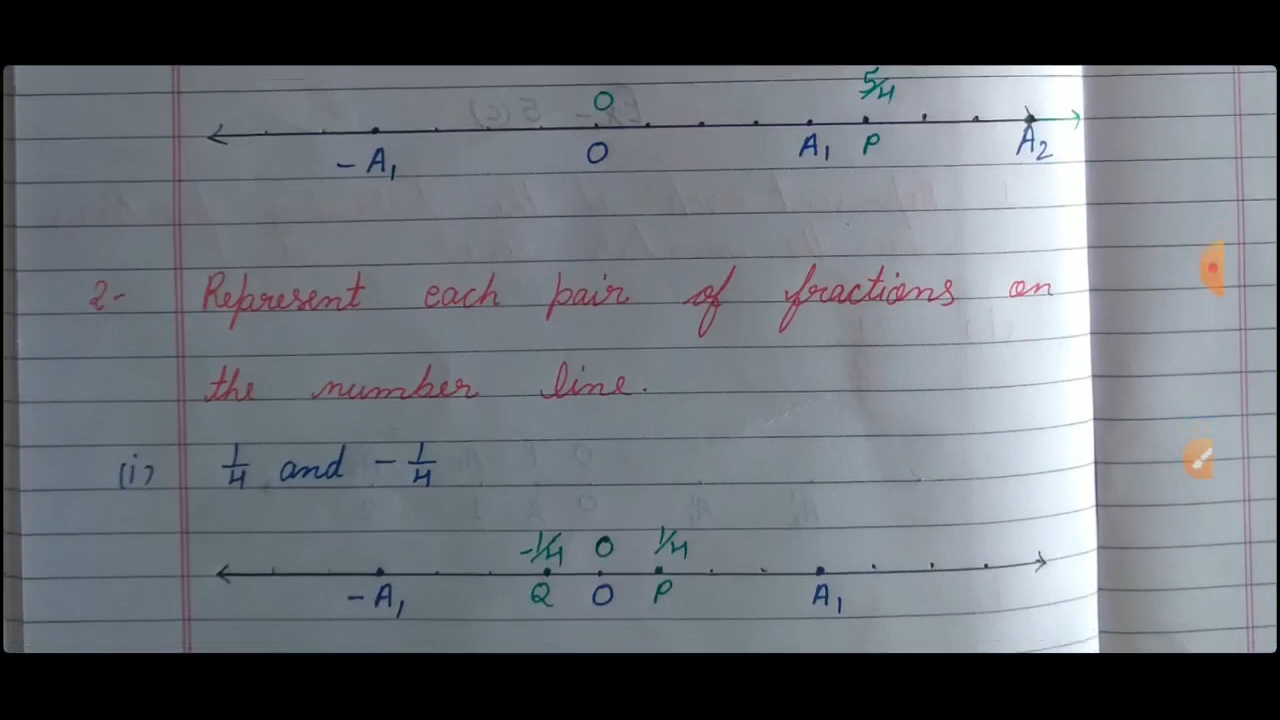 0 5/4
-A₁ O A₁ P A₂
2- Represent each pair of fractions on
the number line.
(i) 1/4 and -1/4
-1/4 0 1/4
-A₁ Q O P A₁